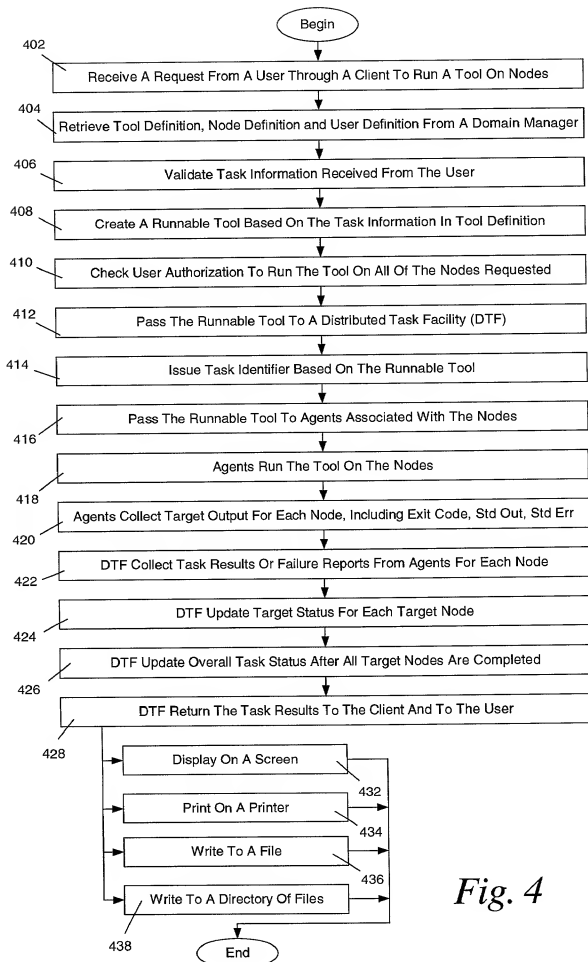 Begin
402
Receive A Request From A User Through A Client To Run A Tool On Nodes
404
Retrieve Tool Definition, Node Definition and User Definition From A Domain Manager
406
Validate Task Information Received From The User
408
Create A Runnable Tool Based On The Task Information In Tool Definition
410
Check User Authorization To Run The Tool On All Of The Nodes Requested
412
Pass The Runnable Tool To A Distributed Task Facility (DTF)
414
Issue Task Identifier Based On The Runnable Tool
416
Pass The Runnable Tool To Agents Associated With The Nodes
418
Agents Run The Tool On The Nodes
420
Agents Collect Target Output For Each Node, Including Exit Code, Std Out, Std Err
422
DTF Collect Task Results Or Failure Reports From Agents For Each Node
424
DTF Update Target Status For Each Target Node
426
DTF Update Overall Task Status After All Target Nodes Are Completed
428
DTF Return The Task Results To The Client And To The User
Display On A Screen
432
Print On A Printer
434
Write To A File
436
Write To A Directory Of Files
438
End
Fig. 4